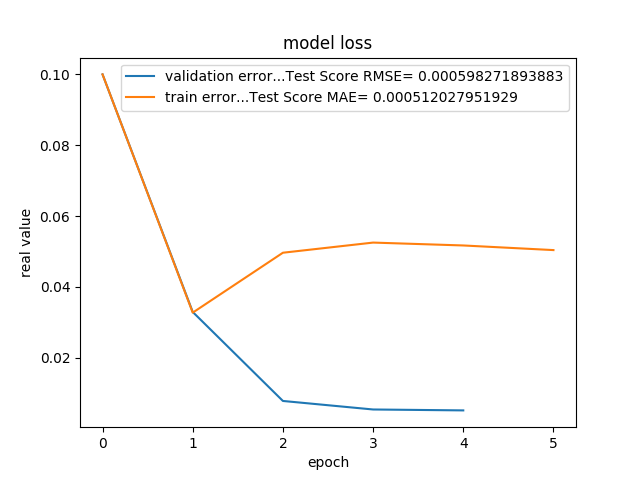 model loss
validation error...Test Score RMSE= 0.000598271893883
train error...Test Score MAE= 0.000512027951929
0.10
0.08
0.06
0.04
0.02
real value
0 1 2 3 4 5
epoch